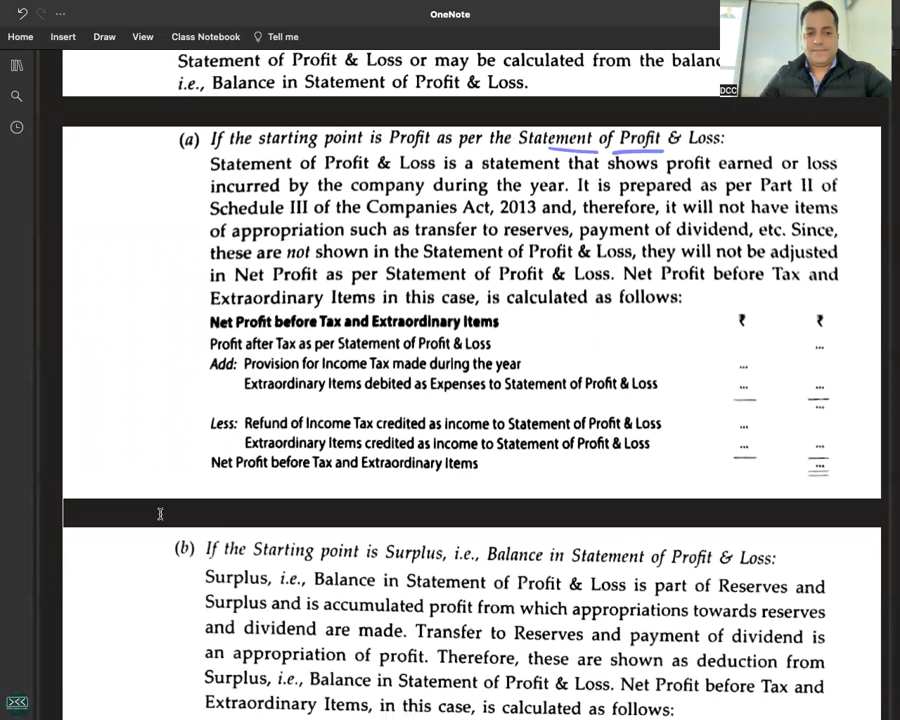 OneNote
Home Insert Draw View Class Notebook Tell me
DCC
Statement of Profit & Loss or may be calculated from the balanc
i.e., Balance in Statement of Profit & Loss.
(a) If the starting point is Profit as per the Statement of Profit & Loss:
Statement of Profit & Loss is a statement that shows profit earned or loss
incurred by the company during the year. It is prepared as per Part II of
Schedule III of the Companies Act, 2013 and, therefore, it will not have items
of appropriation such as transfer to reserves, payment of dividend, etc. Since,
these are not shown in the Statement of Profit & Loss, they will not be adjusted
in Net Profit as per Statement of Profit & Loss. Net Profit before Tax and
Extraordinary Items in this case, is calculated as follows:
Net Profit before Tax and Extraordinary Items ₹ ₹
Profit after Tax as per Statement of Profit & Loss ...
Add: Provision for Income Tax made during the year ...
Extraordinary Items debited as Expenses to Statement of Profit & Loss ... ...
...
Less: Refund of Income Tax credited as income to Statement of Profit & Loss ...
Extraordinary Items credited as Income to Statement of Profit & Loss ... ...
Net Profit before Tax and Extraordinary Items ...
(b) If the Starting point is Surplus, i.e., Balance in Statement of Profit & Loss:
Surplus, i.e., Balance in Statement of Profit & Loss is part of Reserves and
Surplus and is accumulated profit from which appropriations towards reserves
and dividend are made. Transfer to Reserves and payment of dividend is
an appropriation of profit. Therefore, these are shown as deduction from
Surplus, i.e., Balance in Statement of Profit & Loss. Net Profit before Tax and
Extraordinary Items, in this case, is calculated as follows: